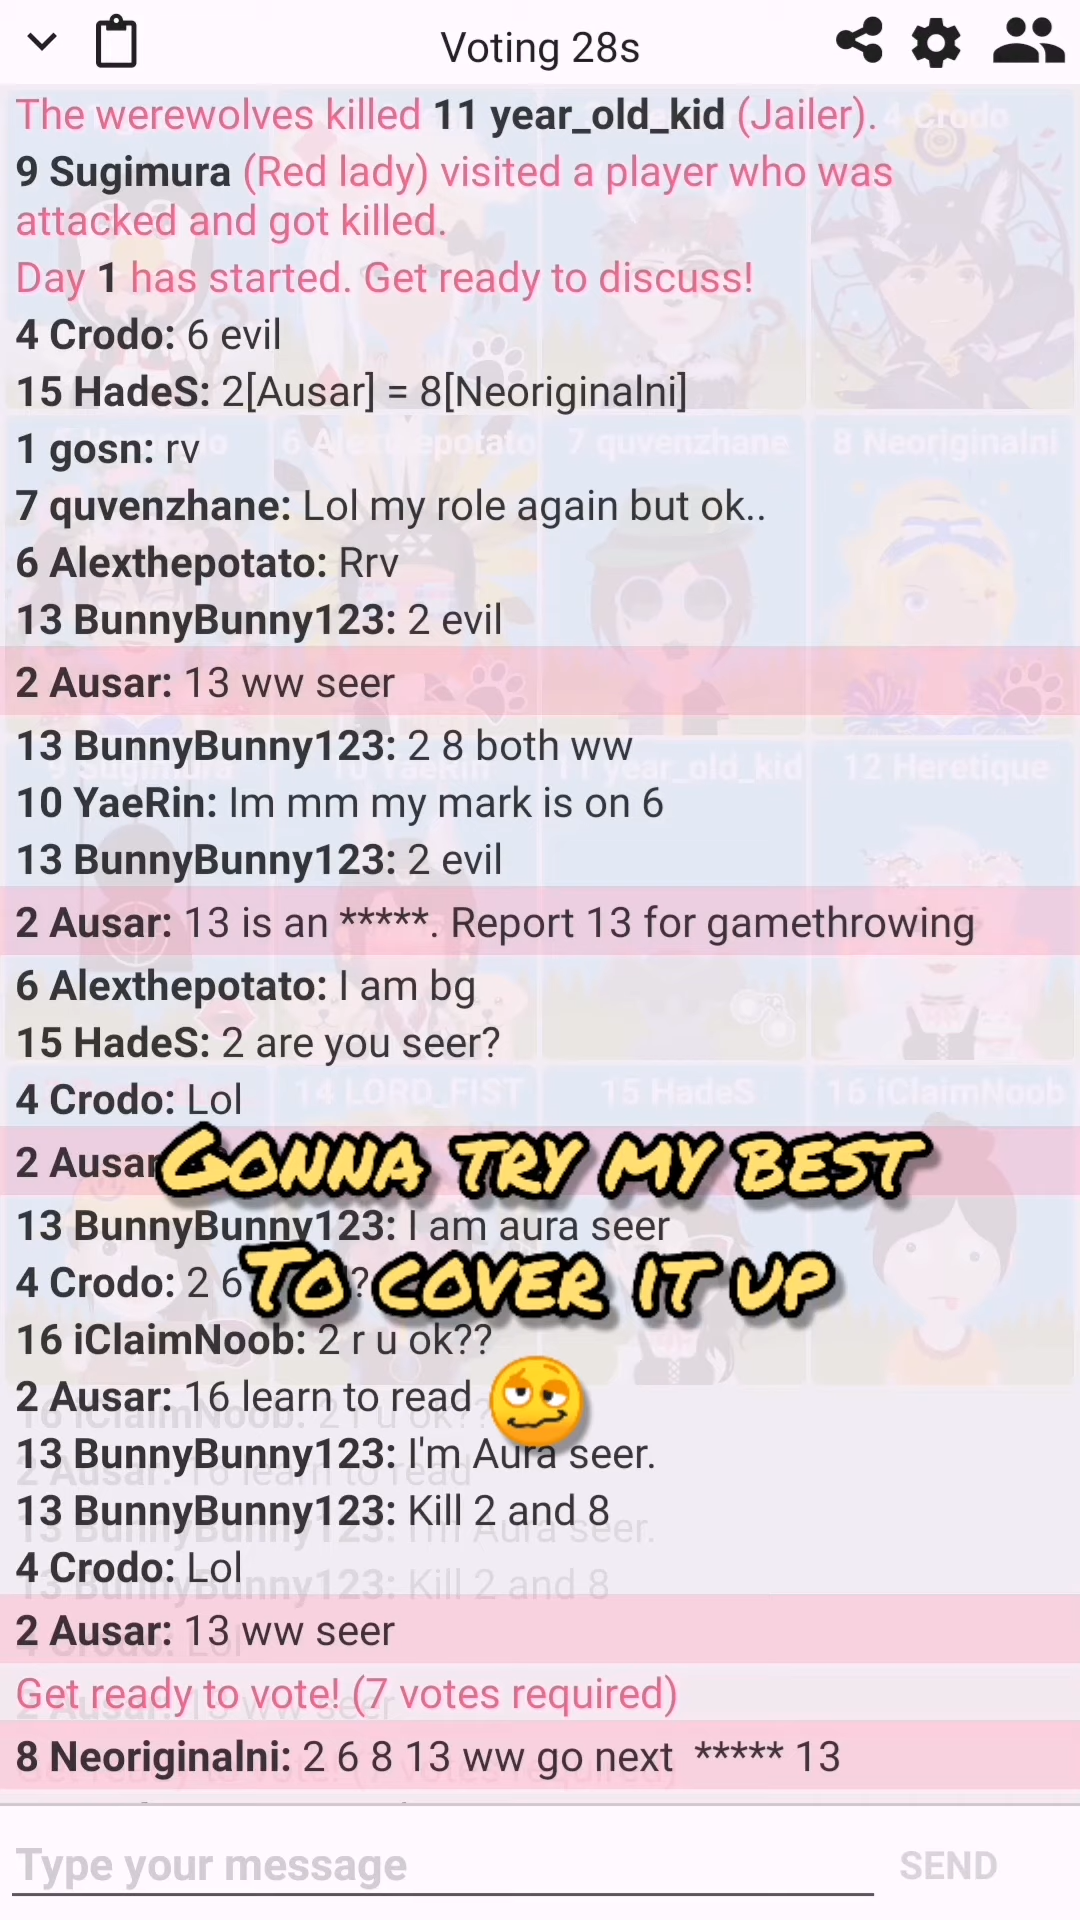 Voting 28s
The werewolves killed 11 year_old_kid (Jailer).
9 Sugimura (Red lady) visited a player who was
attacked and got killed.
Day 1 has started. Get ready to discuss!
4 Crodo: 6 evil
15 HadeS: 2[Ausar] = 8[Neoriginalni]
1 gosn: rv
7 quvenzhane: Lol my role again but ok..
6 Alexthepotato: Rrv
13 BunnyBunny123: 2 evil
2 Ausar: 13 ww seer
13 BunnyBunny123: 2 8 both ww
10 YaeRin: Im mm my mark is on 6
13 BunnyBunny123: 2 evil
2 Ausar: 13 is an *****. Report 13 for gamethrowing
6 Alexthepotato: I am bg
15 HadeS: 2 are you seer?
4 Crodo: Lol
2 Ausar
GONNA TRY MY BEST
13 BunnyBunny123: I am aura seer
4 Crodo: 2 6 ?
TO COVER IT UP
16 iClaimNoob: 2 r u ok??
2 Ausar: 16 learn to read
13 BunnyBunny123: I'm Aura seer.
13 BunnyBunny123: Kill 2 and 8
4 Crodo: Lol
2 Ausar: 13 ww seer
Get ready to vote! (7 votes required)
8 Neoriginalni: 2 6 8 13 ww go next ***** 13
Type your message
SEND